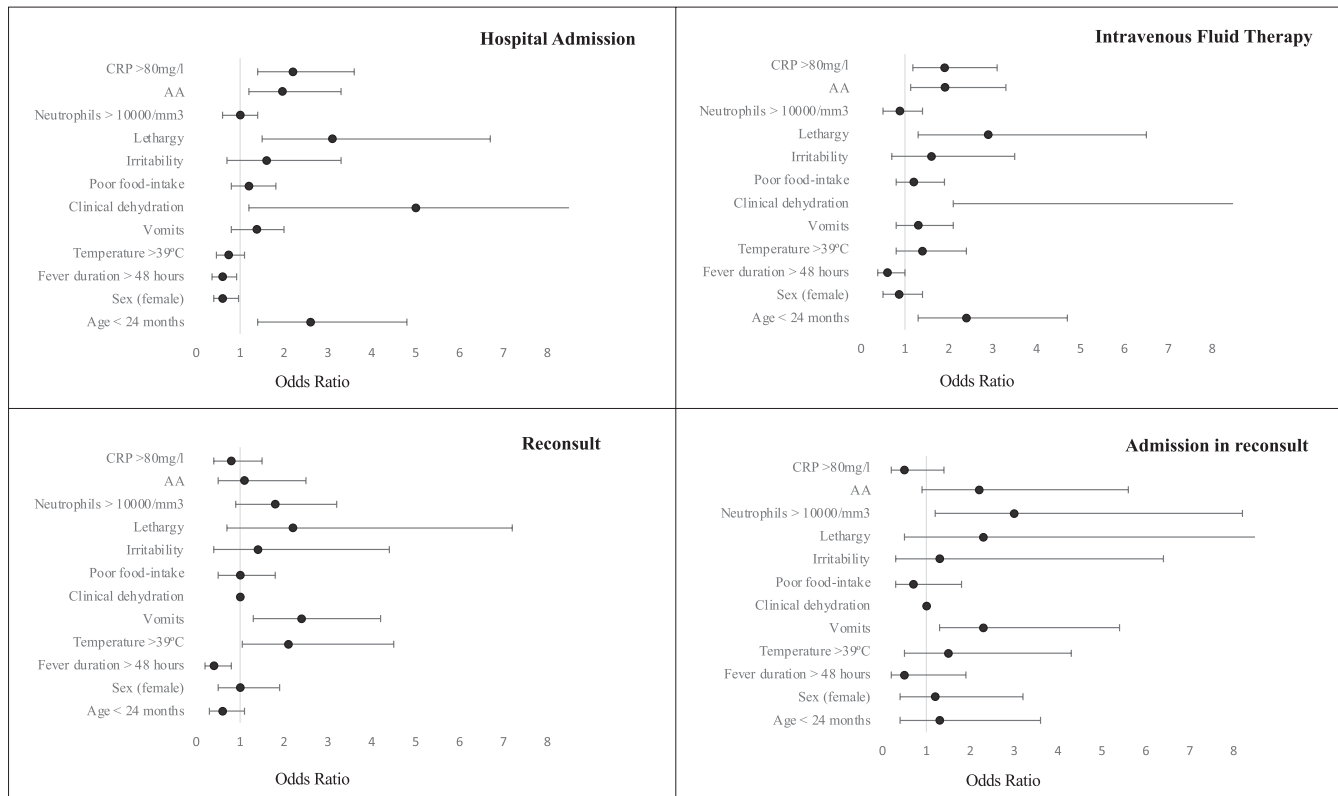 Hospital Admission
CRP >80mg/l
AA
Neutrophils > 10000/mm3
Lethargy
Irritability
Poor food-intake
Clinical dehydration
Vomits
Temperature >39ºC
Fever duration > 48 hours
Sex (female)
Age < 24 months
0 1 2 3 4 5 6 7 8
Odds Ratio
Intravenous Fluid Therapy
CRP >80mg/l
AA
Neutrophils > 10000/mm3
Lethargy
Irritability
Poor food-intake
Clinical dehydration
Vomits
Temperature >39ºC
Fever duration > 48 hours
Sex (female)
Age < 24 months
0 1 2 3 4 5 6 7 8
Odds Ratio
Reconsult
CRP >80mg/l
AA
Neutrophils > 10000/mm3
Lethargy
Irritability
Poor food-intake
Clinical dehydration
Vomits
Temperature >39ºC
Fever duration > 48 hours
Sex (female)
Age < 24 months
0 1 2 3 4 5 6 7 8
Odds Ratio
Admission in reconsult
CRP >80mg/l
AA
Neutrophils > 10000/mm3
Lethargy
Irritability
Poor food-intake
Clinical dehydration
Vomits
Temperature >39ºC
Fever duration > 48 hours
Sex (female)
Age < 24 months
0 1 2 3 4 5 6 7 8
Odds Ratio